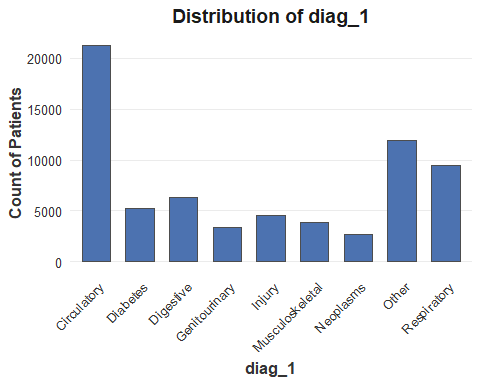 Distribution of diag_1
Count of Patients
20000
15000
10000
5000
0
Circulatory
Diabetes
Digestive
Genitourinary
Injury
Musculoskeletal
Neoplasms
Other
Respiratory
diag_1